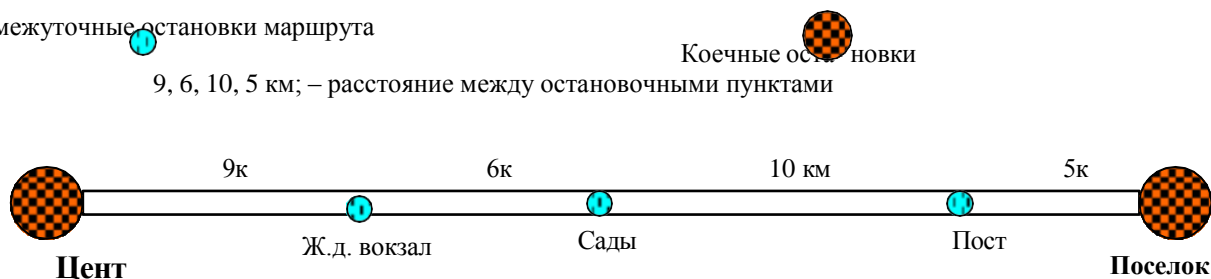 межуточные остановки маршрута
Коечные оста новки
9, 6, 10, 5 км; – расстояние между остановочными пунктами
9к 6к 10 км 5к
Ж.д. вокзал Сады Пост
Цент Поселок